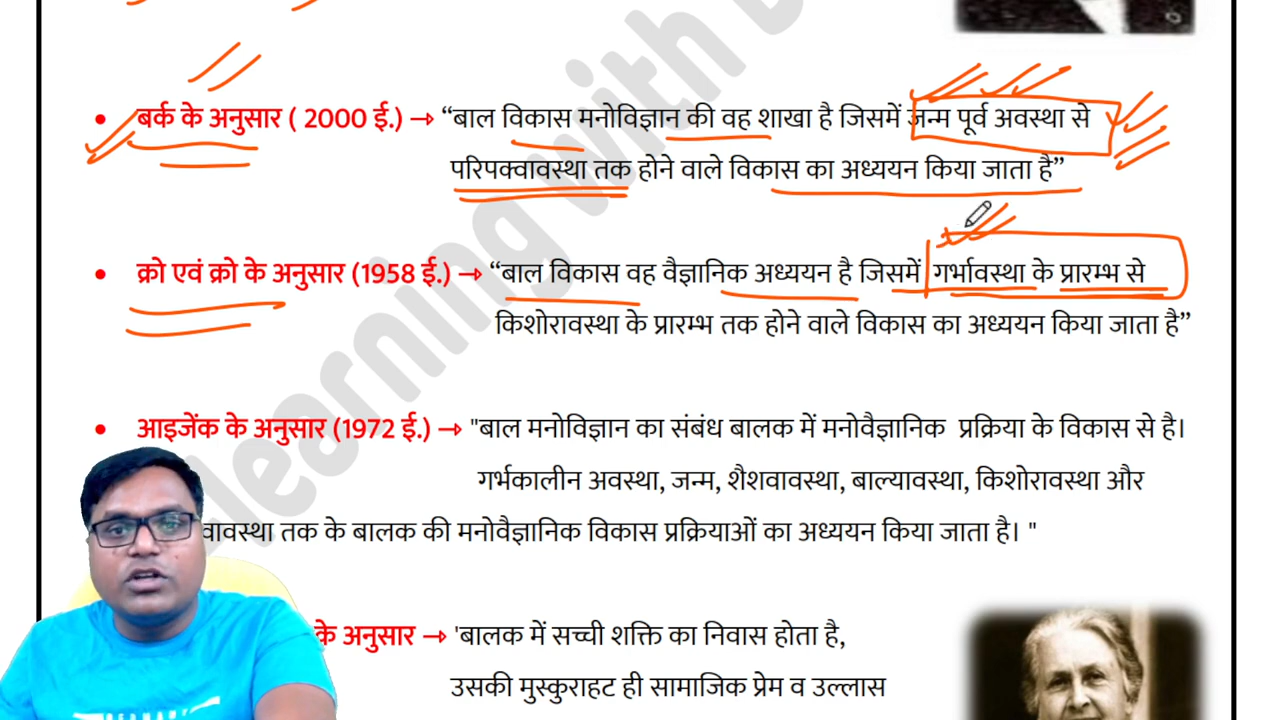 • बर्क के अनुसार ( 2000 ई.) → “बाल विकास मनोविज्ञान की वह शाखा है जिसमें जन्म पूर्व अवस्था से
परिपक्वावस्था तक होने वाले विकास का अध्ययन किया जाता है”
• क्रो एवं क्रो के अनुसार (1958 ई.) → “बाल विकास वह वैज्ञानिक अध्ययन है जिसमें गर्भावस्था के प्रारम्भ से
किशोरावस्था के प्रारम्भ तक होने वाले विकास का अध्ययन किया जाता है”
• आइजेंक के अनुसार (1972 ई.) → "बाल मनोविज्ञान का संबंध बालक में मनोवैज्ञानिक प्रक्रिया के विकास से है।
गर्भकालीन अवस्था, जन्म, शैशवावस्था, बाल्यावस्था, किशोरावस्था और
वावस्था तक के बालक की मनोवैज्ञानिक विकास प्रक्रियाओं का अध्ययन किया जाता है। "
के अनुसार → 'बालक में सच्ची शक्ति का निवास होता है,
उसकी मुस्कुराहट ही सामाजिक प्रेम व उल्लास
learning with